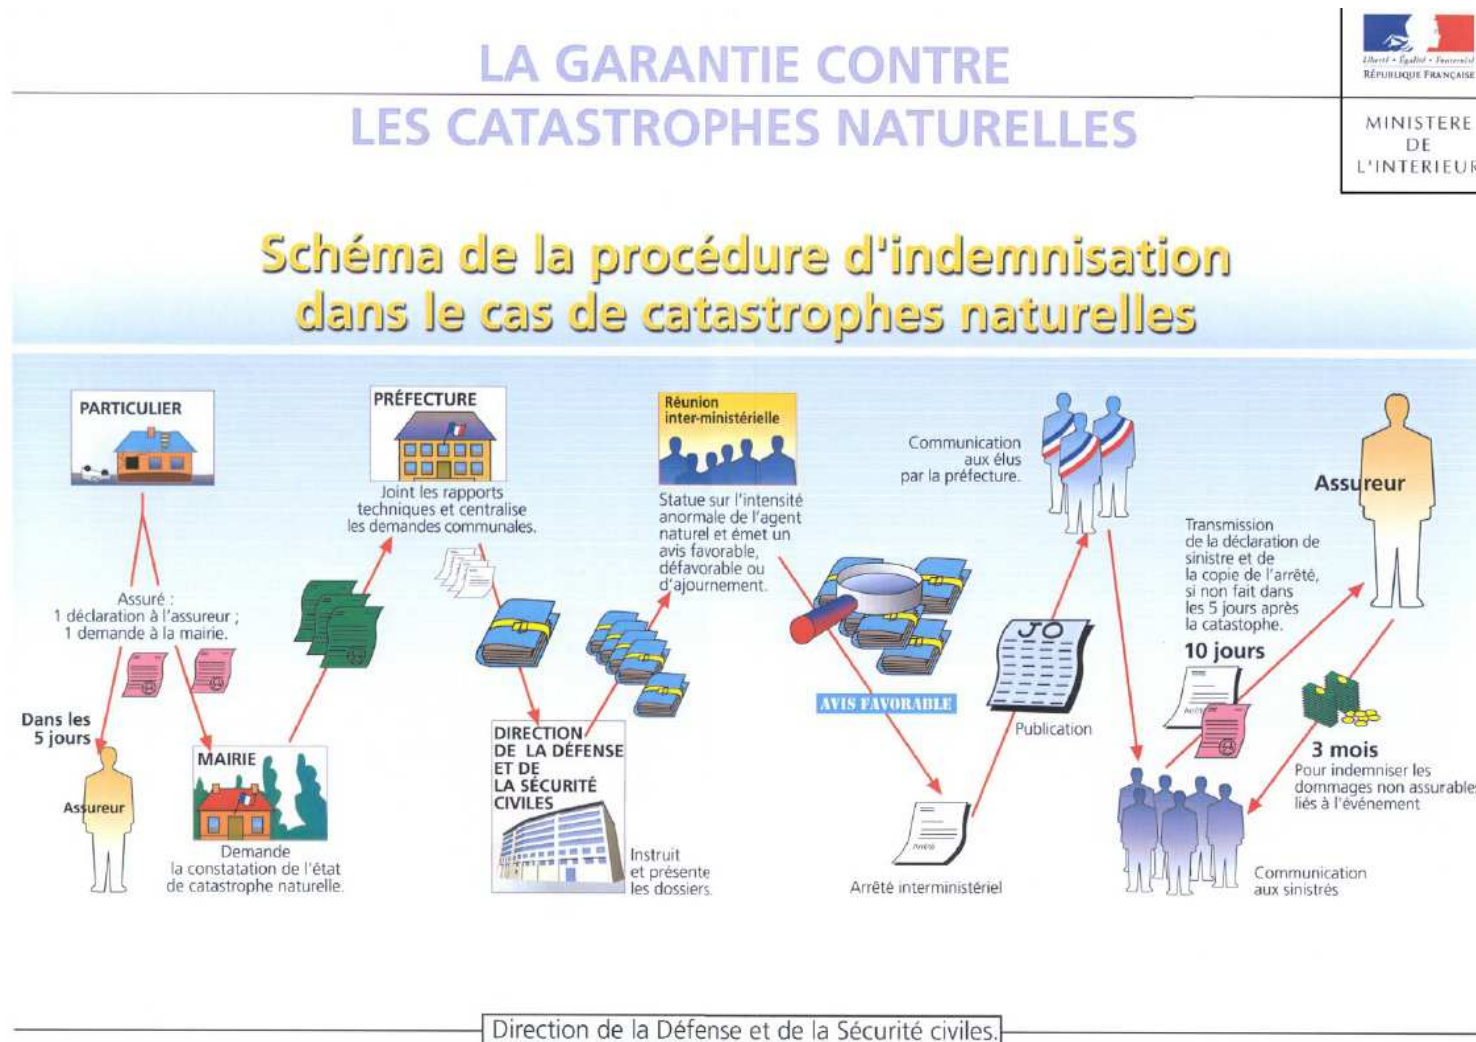 LA GARANTIE CONTRE
LES CATASTROPHES NATURELLES
Liberté • Égalité • Fraternité
RÉPUBLIQUE FRANÇAISE
MINISTERE
DE
L'INTERIEUR
Schéma de la procédure d'indemnisation
dans le cas de catastrophes naturelles
PARTICULIER
Assuré :
1 déclaration à l'assureur ;
1 demande à la mairie.
Dans les
5 jours
Assureur
MAIRIE
Demande
la constatation de l'état
de catastrophe naturelle.
PRÉFECTURE
Joint les rapports
techniques et centralise
les demandes communales.
DIRECTION
DE LA DÉFENSE
ET DE
LA SÉCURITÉ
CIVILES
Instruit
et présente
les dossiers.
Réunion
inter-ministérielle
Statue sur l'intensité
anormale de l'agent
naturel et émet un
avis favorable,
défavorable ou
d'ajournement.
AVIS FAVORABLE
Arrêté
Arrêté interministériel
JO
Publication
Communication
aux élus
par la préfecture.
Communication
aux sinistrés
Transmission
de la déclaration de
sinistre et de
la copie de l'arrêté,
si non fait dans
les 5 jours après
la catastophe.
10 jours
Arrêté
Assureur
3 mois
Pour indemniser les
dommages non assurables
liés à l'événement
Direction de la Défense et de la Sécurité civiles.